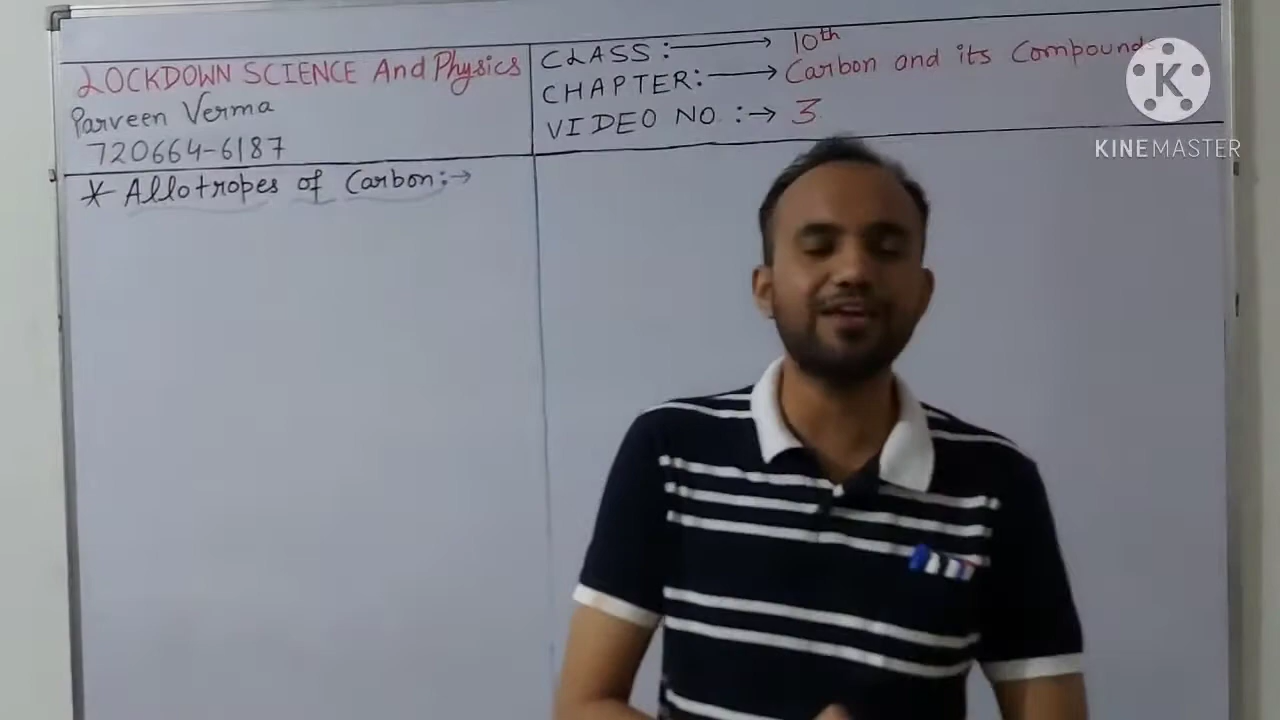 LOCKDOWN SCIENCE And Physics
Parveen Verma
720664-6187
CLASS :→ 10th
CHAPTER:→ Carbon and its Compounds
VIDEO NO :→ 3
* Allotropes of Carbon:→
K
KINEMASTER